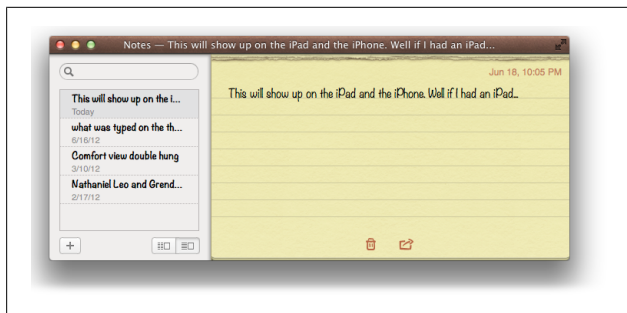 Notes — This will show up on the iPad and the iPhone. Well if I had an iPad...
Jun 18, 10:05 PM
This will show up on the iPad and the iPhone. Well if I had an iPad...
This will show up on the i...
Today
what was typed on the th...
6/16/12
Comfort view double hung
3/10/12
Nathaniel Leo and Grend...
2/17/12